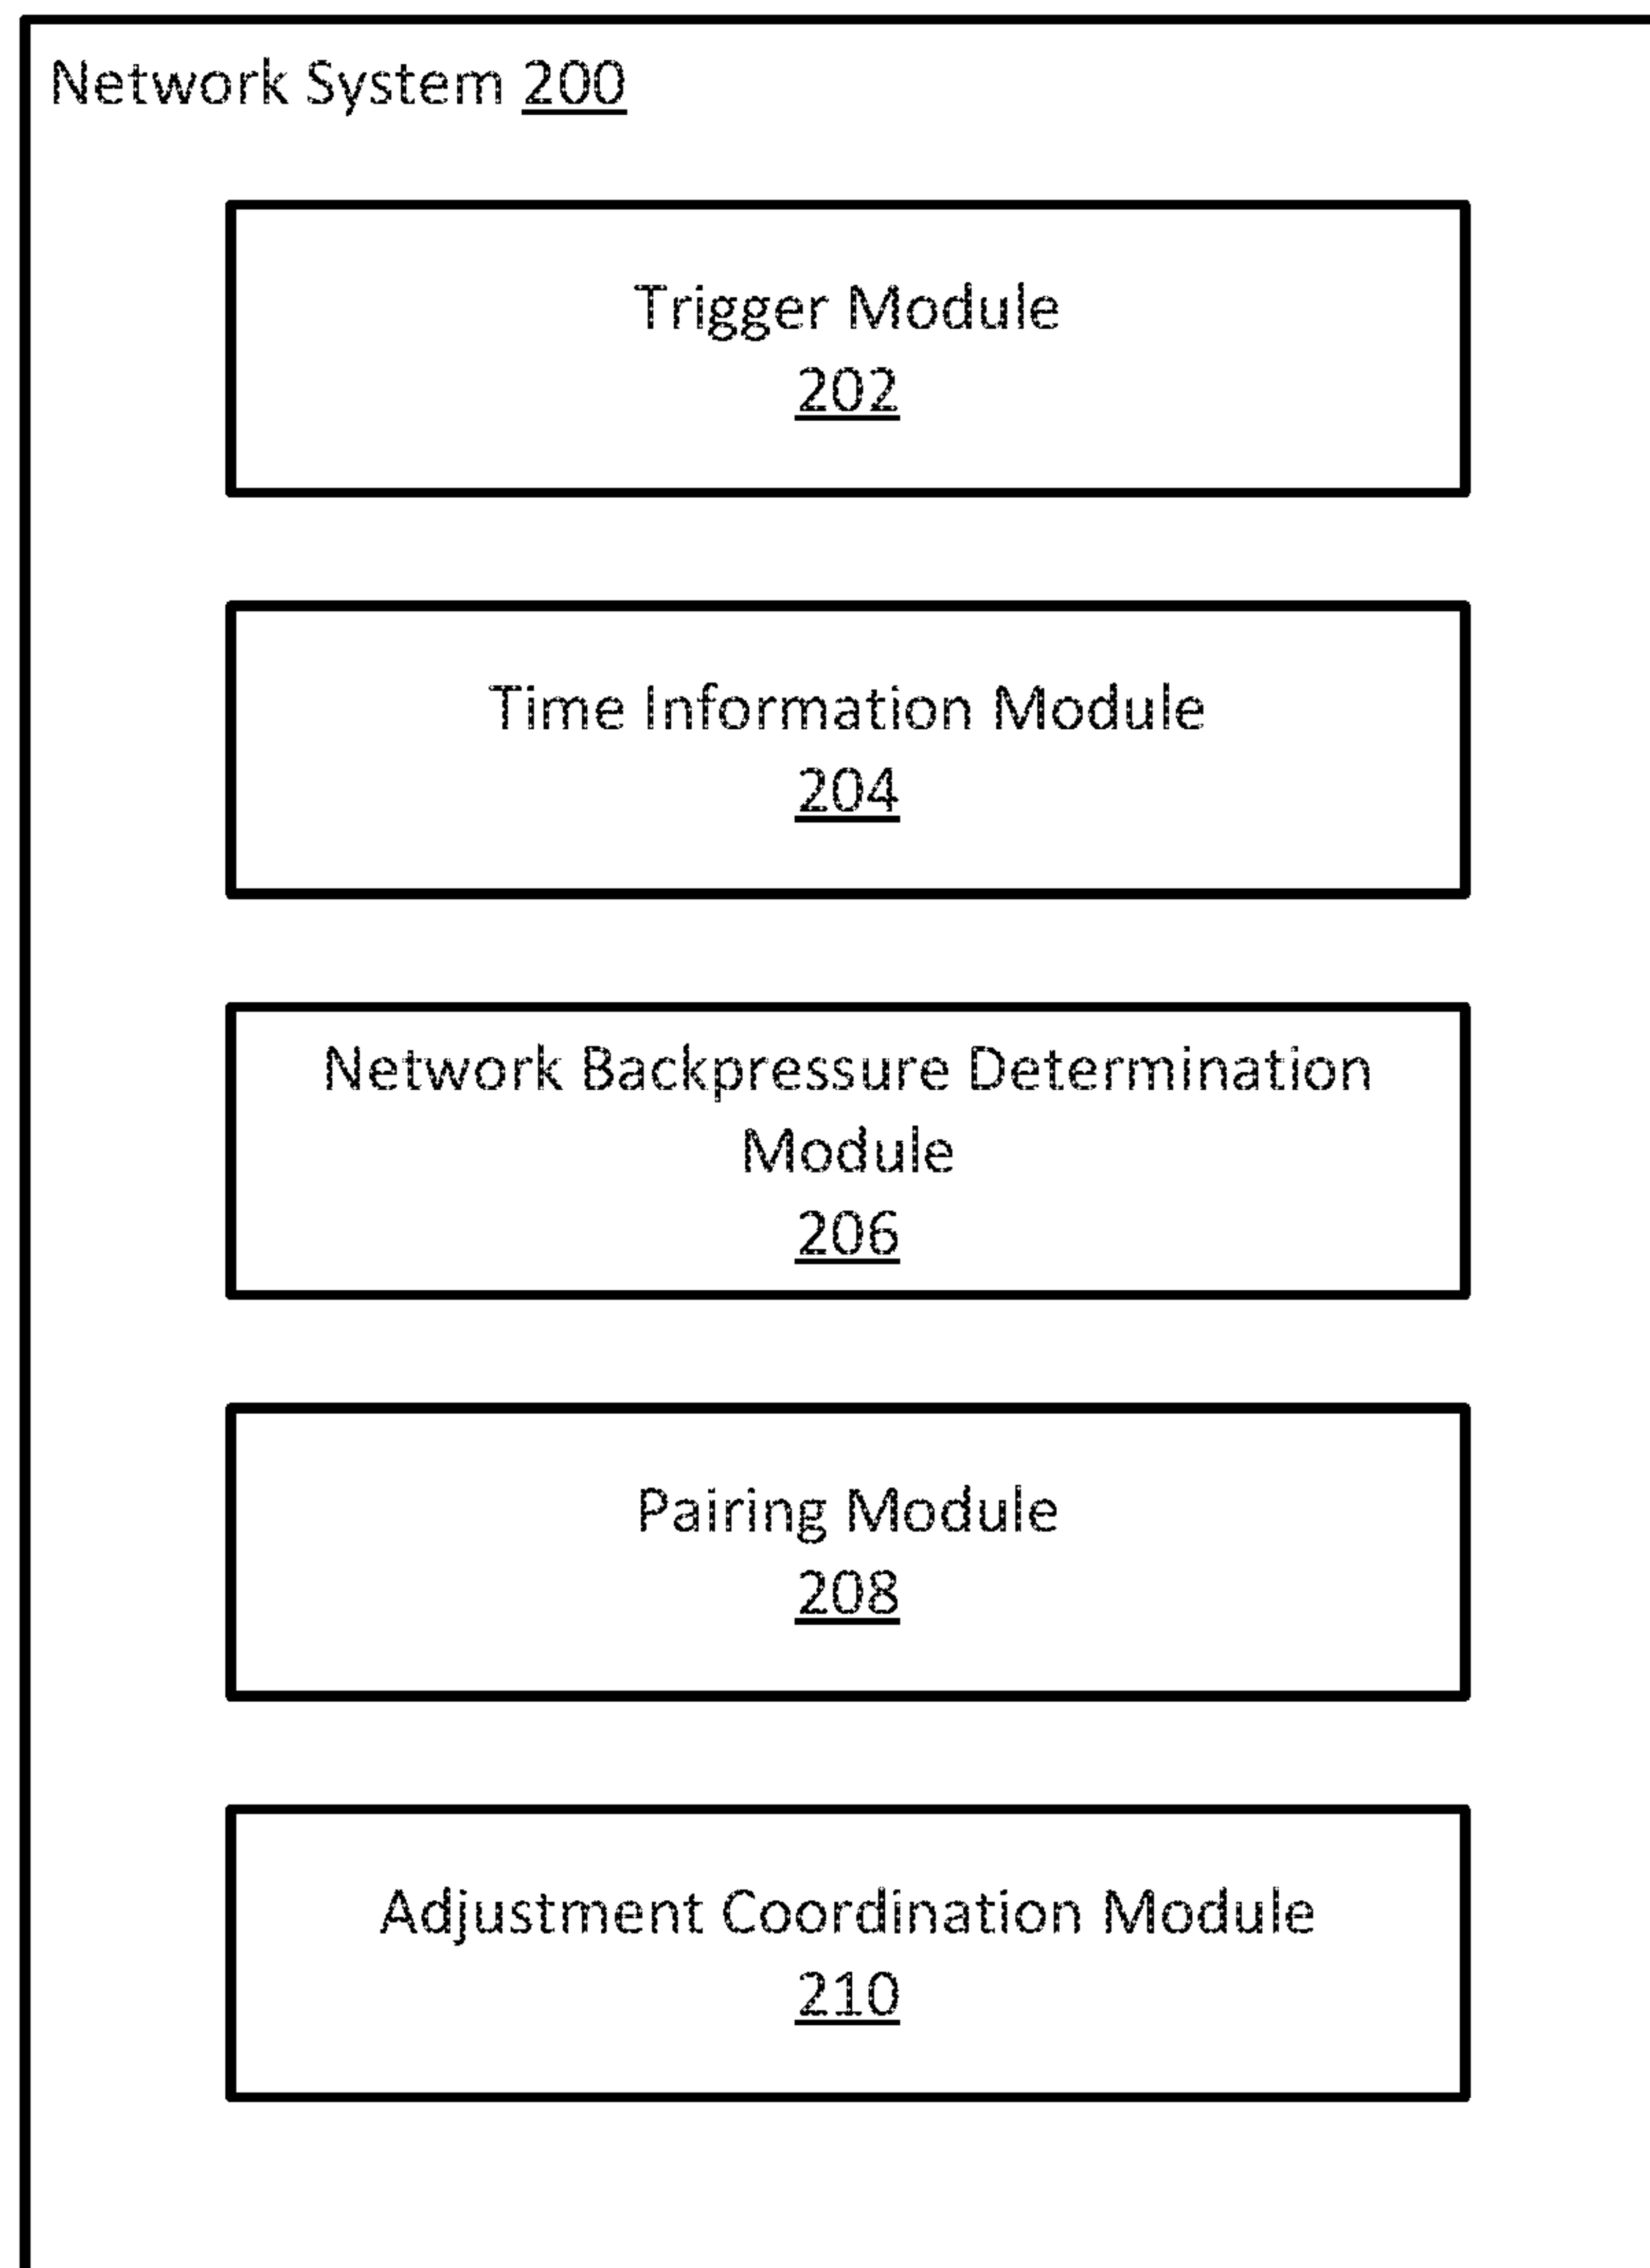 Network System 200
Trigger Module
202
Time Information Module
204
Network Backpressure Determination
Module
206
Pairing Module
208
Adjustment Coordination Module
210